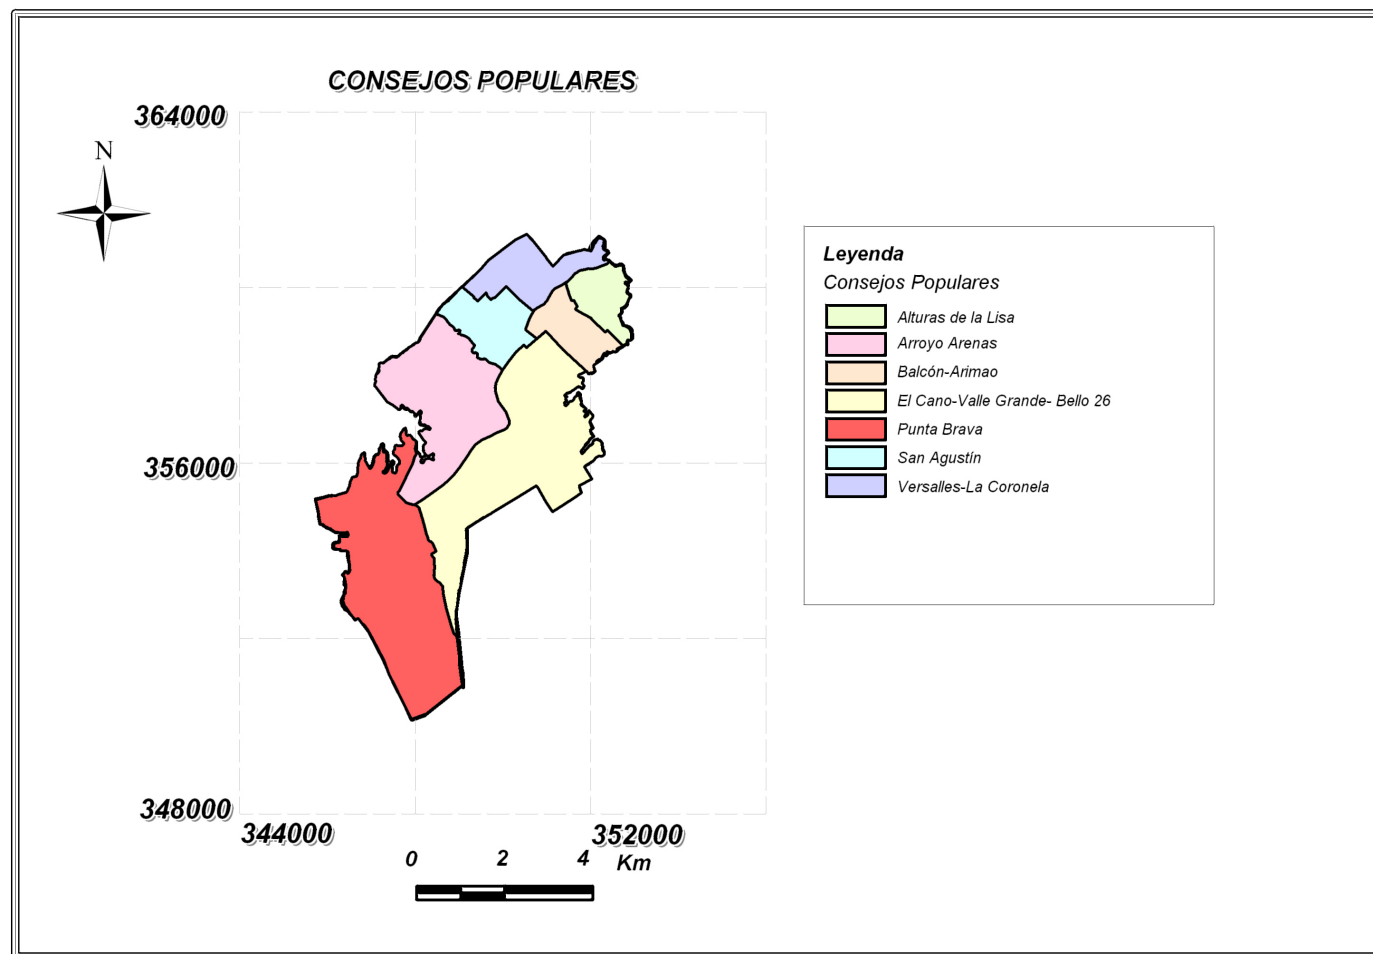 CONSEJOS POPULARES
364000
N
356000
348000
344000
352000
0 2 4 Km
Leyenda
Consejos Populares
Alturas de la Lisa
Arroyo Arenas
Balcón-Arimao
El Cano-Valle Grande- Bello 26
Punta Brava
San Agustín
Versalles-La Coronela